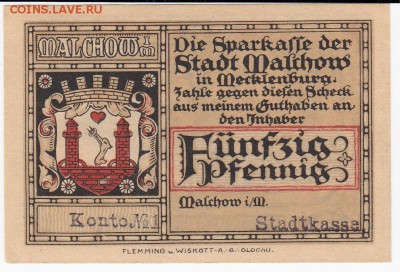 COINS.LAVE.RU
MALCHOW I/M
Die Sparkasse der
Stadt Malchow
in Mecklenburg.
Zahle gegen diesen Scheck
aus meinem Guthaben an
den Inhaber
Fünfzig
Pfennig
Malchow i/M.
Konto.№1
Stadtkasse
FLEMMING u. WISKOTT-A.-G.-GLOGAU.